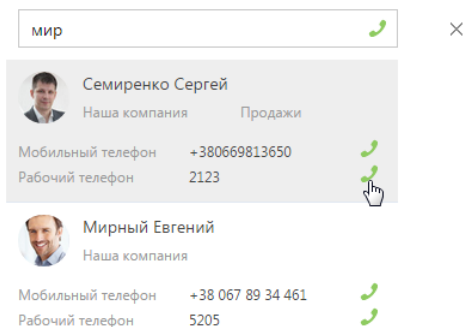 мир
Семиренко Сергей
Наша компания Продажи
Мобильный телефон +380669813650
Рабочий телефон 2123
Мирный Евгений
Наша компания
Мобильный телефон +38 067 89 34 461
Рабочий телефон 5205